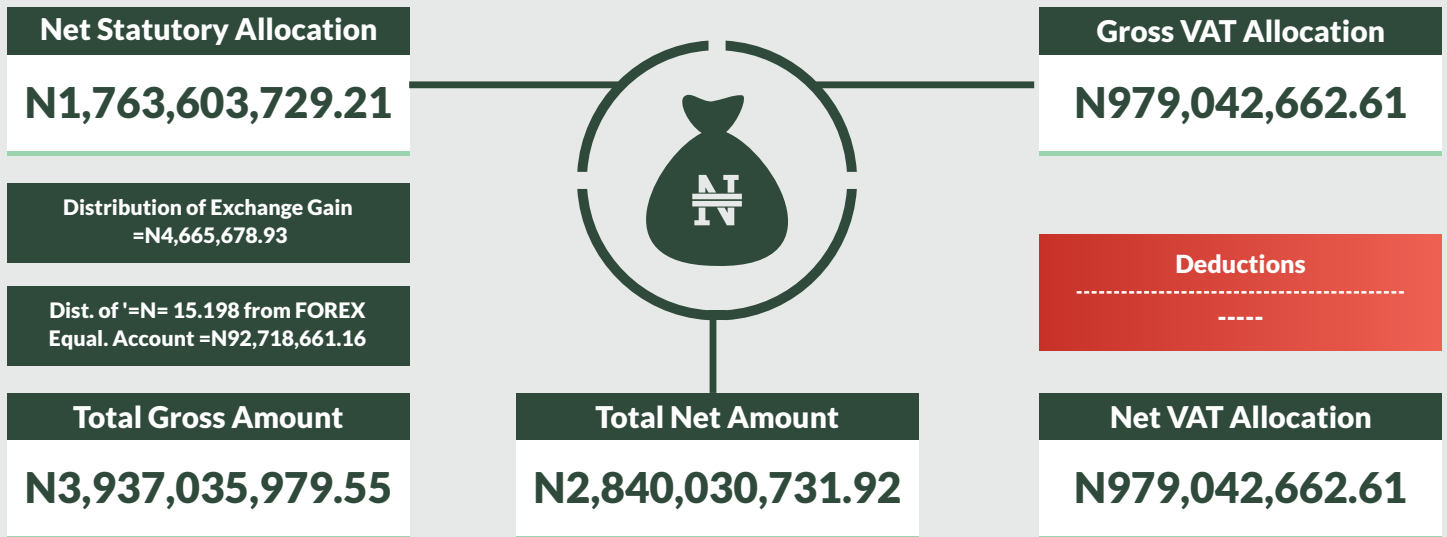 Net Statutory Allocation
N1,763,603,729.21
Distribution of Exchange Gain
=N4,665,678.93
Dist. of '=N= 15.198 from FOREX
Equal. Account =N92,718,661.16
Total Gross Amount
N3,937,035,979.55
₦
Total Net Amount
N2,840,030,731.92
Gross VAT Allocation
N979,042,662.61
Deductions
--------------------------------------------
-----
Net VAT Allocation
N979,042,662.61